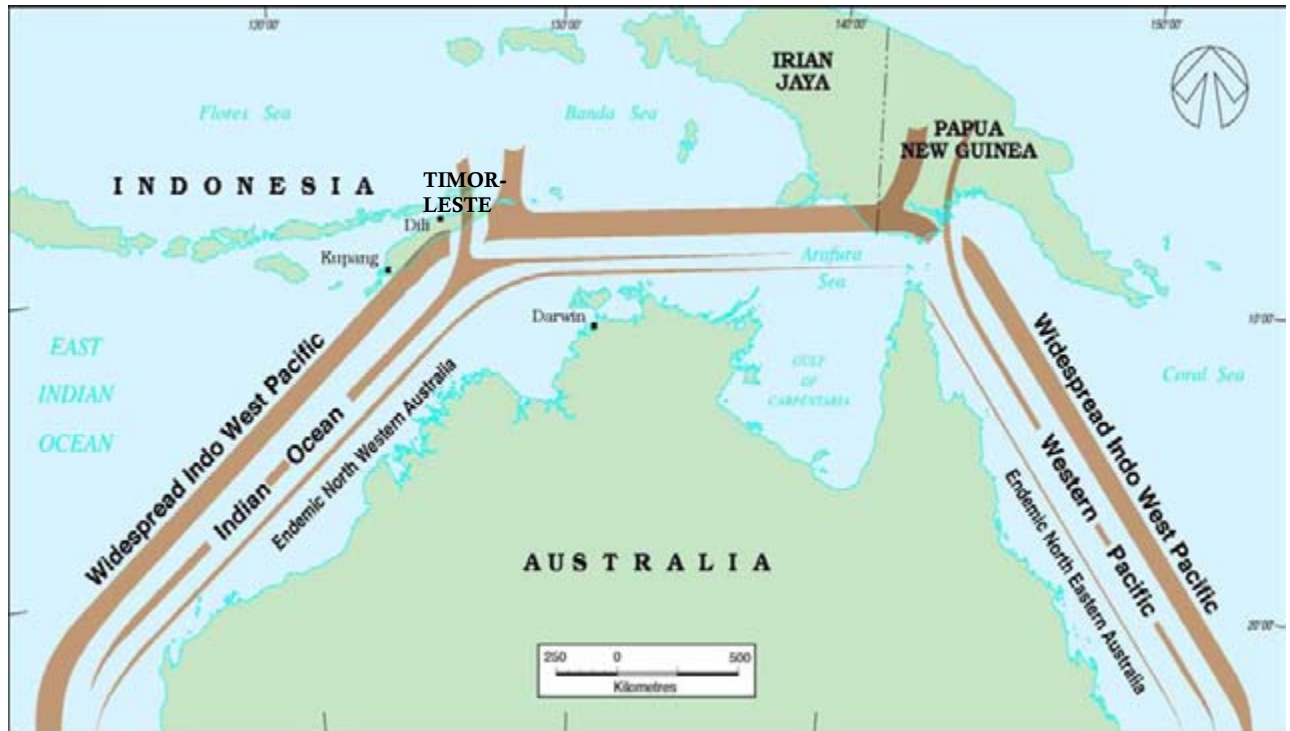 120°00'
130°00'
140°00'
150°00'
IRIAN
JAYA
Flores Sea
Banda Sea
PAPUA
NEW GUINEA
INDONESIA
TIMOR-
LESTE
Dili
Kupang
Arafura
Sea
Darwin
10°00'
EAST
INDIAN
OCEAN
GULF
OF
CARPENTARIA
Coral Sea
Widespread Indo West Pacific
Indian Ocean
Endemic North Western Australia
Widespread Indo West Pacific
Western Pacific
Endemic North Eastern Australia
AUSTRALIA
20°00'
250 0 500
Kilometres